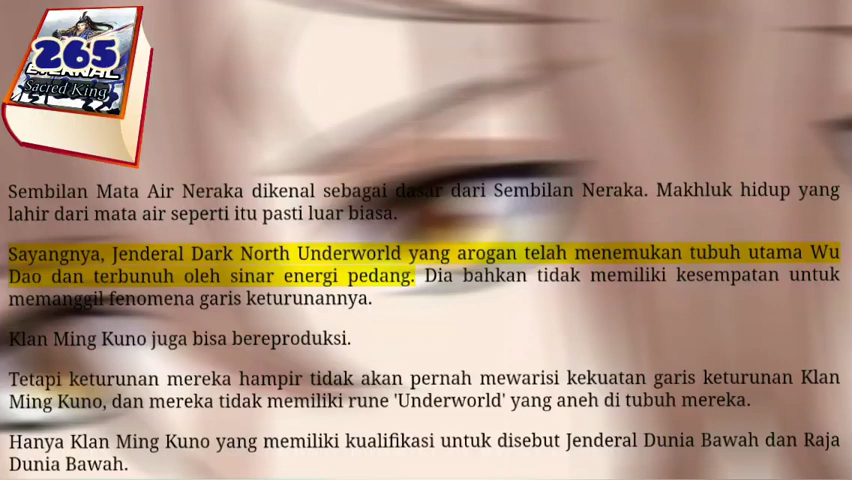 265
ETERNAL
Sacred King
Sembilan Mata Air Neraka dikenal sebagai dasar dari Sembilan Neraka. Makhluk hidup yang
lahir dari mata air seperti itu pasti luar biasa.
Sayangnya, Jenderal Dark North Underworld yang arogan telah menemukan tubuh utama Wu
Dao dan terbunuh oleh sinar energi pedang. Dia bahkan tidak memiliki kesempatan untuk
memanggil fenomena garis keturunannya.
Klan Ming Kuno juga bisa bereproduksi.
Tetapi keturunan mereka hampir tidak akan pernah mewarisi kekuatan garis keturunan Klan
Ming Kuno, dan mereka tidak memiliki rune 'Underworld' yang aneh di tubuh mereka.
Hanya Klan Ming Kuno yang memiliki kualifikasi untuk disebut Jenderal Dunia Bawah dan Raja
Dunia Bawah.